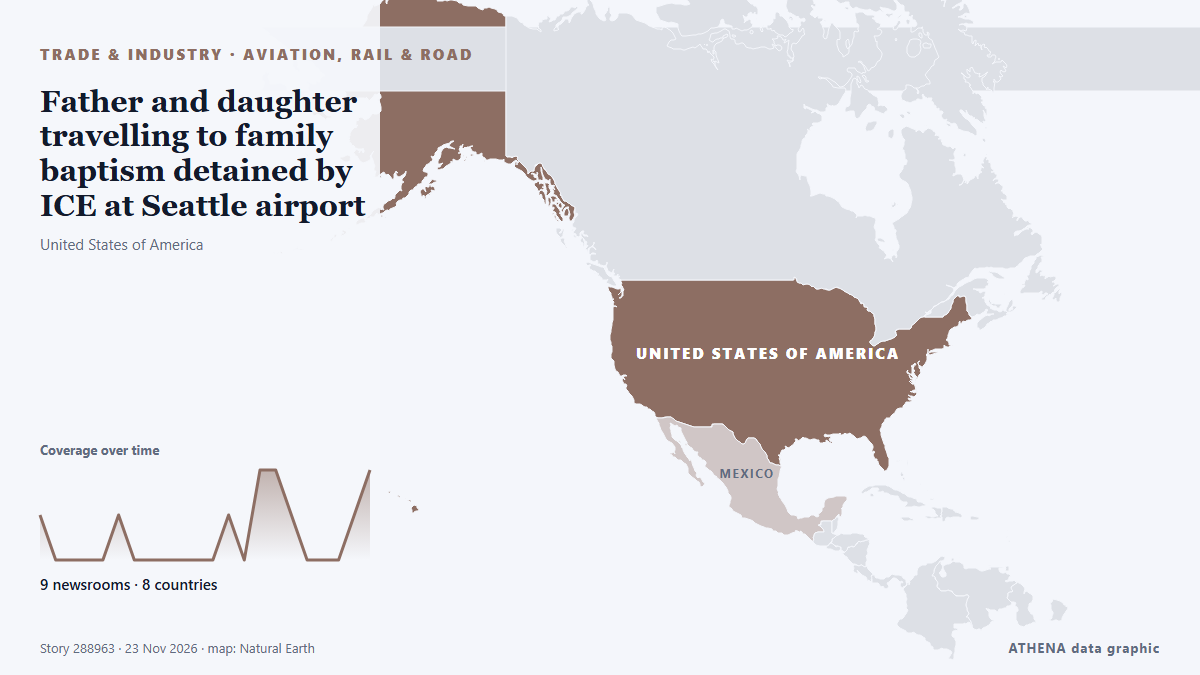 TRADE & INDUSTRY · AVIATION, RAIL & ROAD
Father and daughter
travelling to family
baptism detained by
ICE at Seattle airport
United States of America
UNITED STATES OF AMERICA
MEXICO
Coverage over time
9 newsrooms · 8 countries
Story 288963 · 23 Nov 2026 · map: Natural Earth
ATHENA data graphic